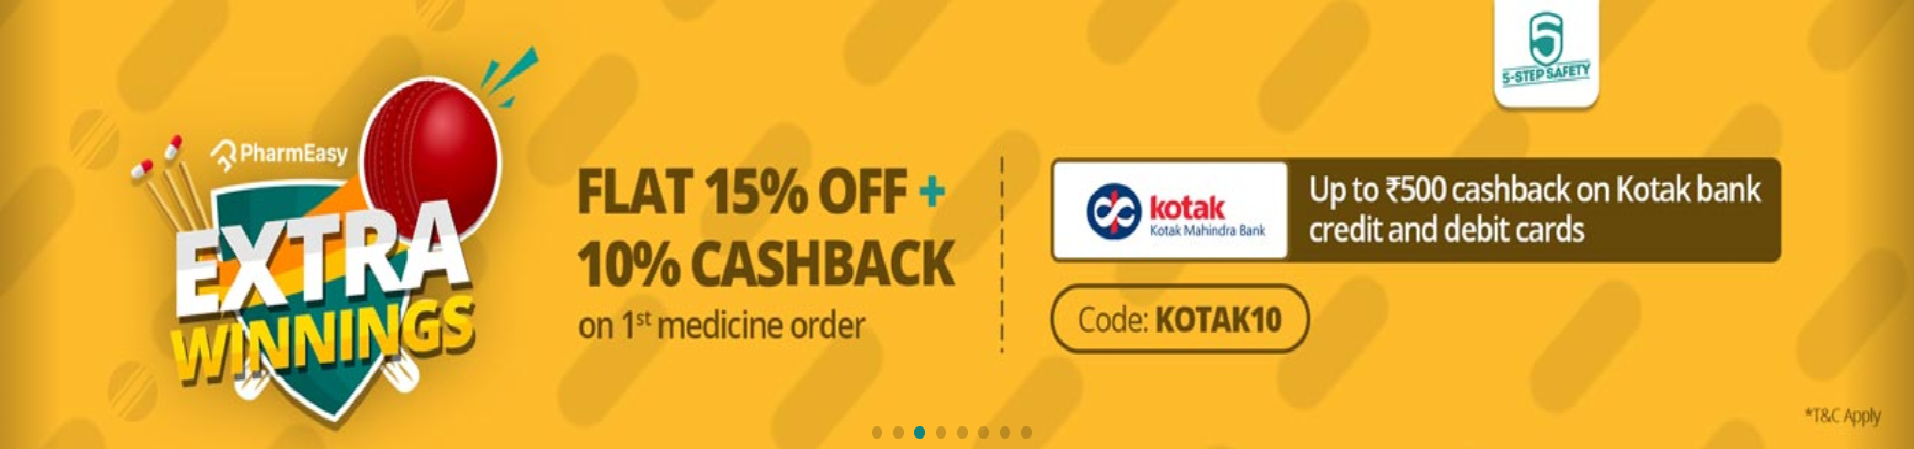 PharmEasy
EXTRA
WINNINGS
FLAT 15% OFF +
10% CASHBACK
on 1st medicine order
kotak
Kotak Mahindra Bank
Up to ₹500 cashback on Kotak bank
credit and debit cards
Code: KOTAK10
5
5-STEP SAFETY
*T&C Apply